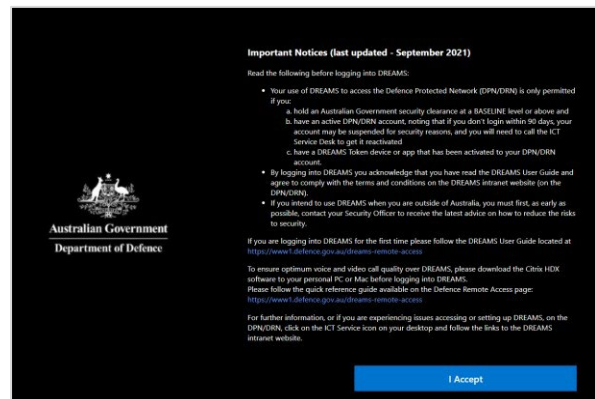 Important Notices (last updated - September 2021)
Read the following before logging into DREAMS:
• Your use of DREAMS to access the Defence Protected Network (DPN/DRN) is only permitted
if you:
a. hold an Australian Government security clearance at a BASELINE level or above and
b. have an active DPN/DRN account, noting that if you don't login within 90 days, your
account may be suspended for security reasons, and you will need to call the ICT
Service Desk to get it reactivated
c. have a DREAMS Token device or app that has been activated to your DPN/DRN
account.
• By logging into DREAMS you acknowledge that you have read the DREAMS User Guide and
agree to comply with the terms and conditions on the DREAMS intranet website (on the
DPN/DRN).
• If you intend to use DREAMS when you are outside of Australia, you must first, as early as
possible, contact your Security Officer to receive the latest advice on how to reduce the risks
to security.
If you are logging into DREAMS for the first time please follow the DREAMS User Guide located at
https://www1.defence.gov.au/dreams-remote-access
To ensure optimum voice and video call quality over DREAMS, please download the Citrix HDX
software to your personal PC or Mac before logging into DREAMS.
Please follow the quick reference guide available on the Defence Remote Access page:
https://www1.defence.gov.au/dreams-remote-access
For further information, or if you are experiencing issues accessing or setting up DREAMS, on the
DPN/DRN, click on the ICT Service icon on your desktop and follow the links to the DREAMS
intranet website.
Australian Government
Department of Defence
I Accept